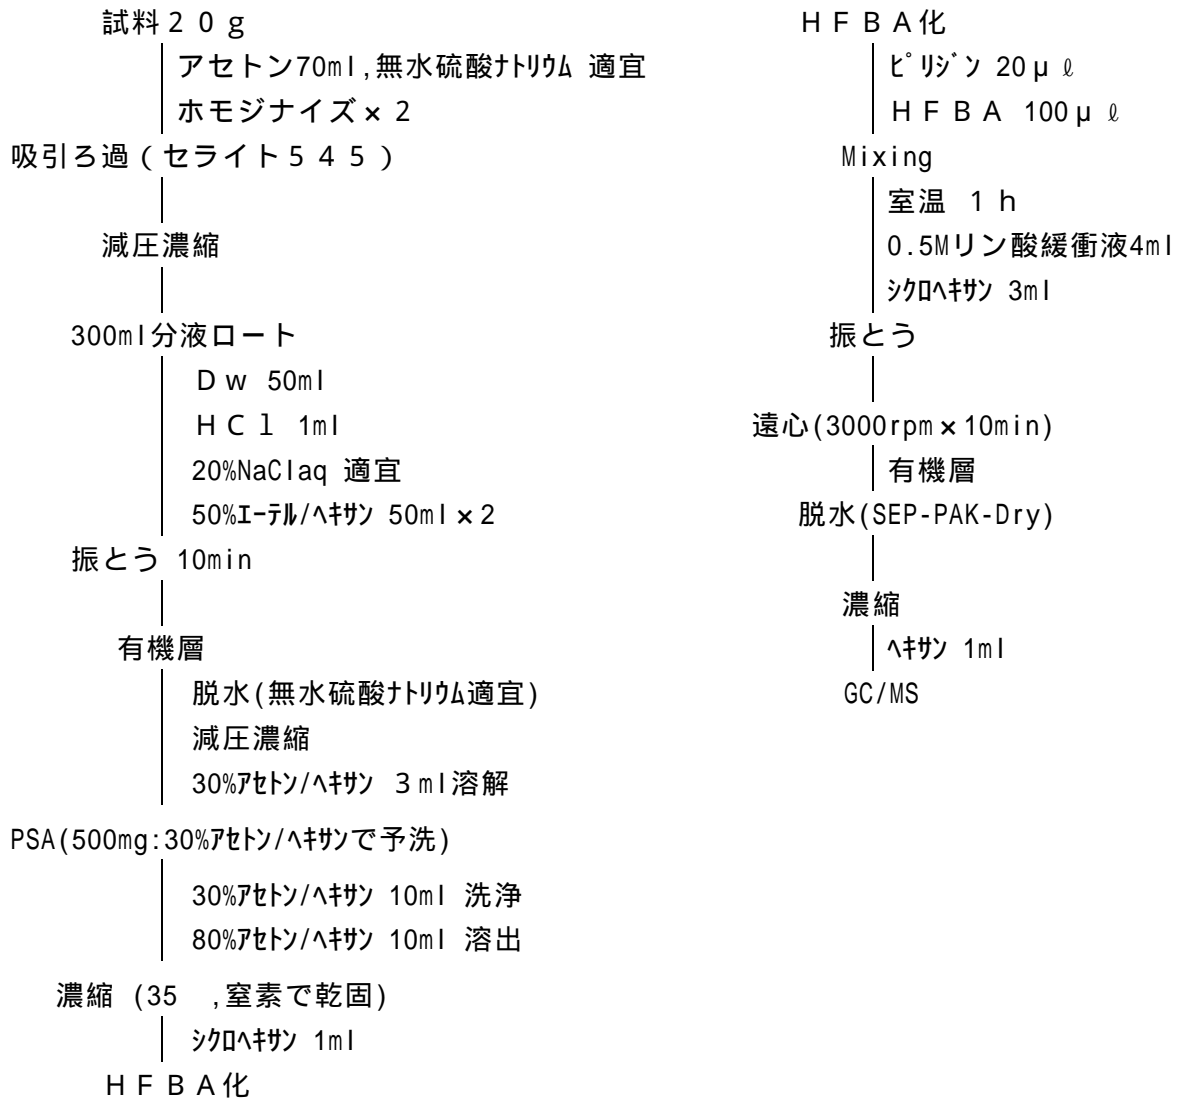 試料２０ｇ
アセトン70ml,無水硫酸ﾅﾄﾘｳﾑ 適宜
ホモジナイズ×２
吸引ろ過（セライト５４５）
減圧濃縮
300ml分液ロート
Ｄｗ 50ml
ＨＣｌ 1ml
20%NaClaq 適宜
50%ｴｰﾃﾙ/ﾍｷｻﾝ 50ml×2
振とう 10min
有機層
脱水(無水硫酸ﾅﾄﾘｳﾑ適宜)
減圧濃縮
30%ｱｾﾄﾝ/ﾍｷｻﾝ ３ml溶解
PSA(500mg:30%ｱｾﾄﾝ/ﾍｷｻﾝで予洗)
30%ｱｾﾄﾝ/ﾍｷｻﾝ 10ml 洗浄
80%ｱｾﾄﾝ/ﾍｷｻﾝ 10ml 溶出
濃縮 (35　,窒素で乾固)
ｼｸﾛﾍｷｻﾝ 1ml
ＨＦＢＡ化
ＨＦＢＡ化
ﾋﾟﾘｼﾞﾝ 20μℓ
ＨＦＢＡ 100μℓ
Mixing
室温 １ｈ
0.5Mリン酸緩衝液4ml
ｼｸﾛﾍｷｻﾝ 3ml
振とう
遠心(3000rpm×10min)
有機層
脱水(SEP-PAK-Dry)
濃縮
ﾍｷｻﾝ 1ml
GC/MS